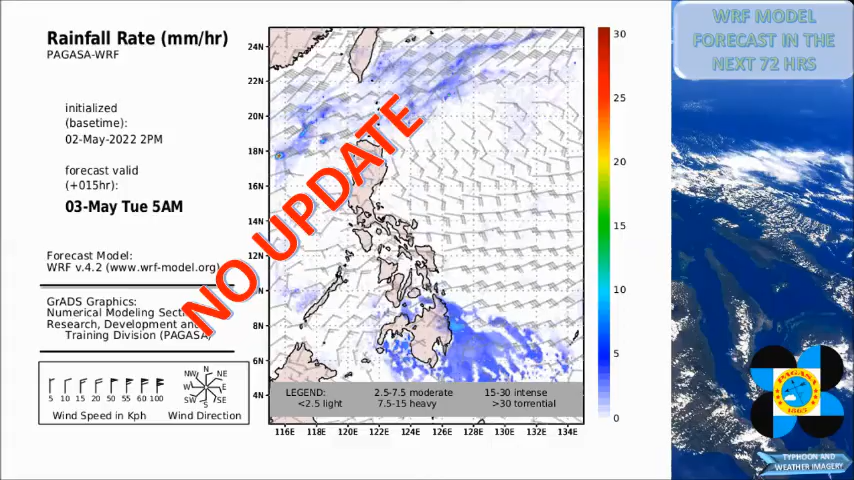 Rainfall Rate (mm/hr)
PAGASA-WRF
initialized
(basetime):
02-May-2022 2PM
forecast valid
(+015hr):
03-May Tue 5AM
Forecast Model:
WRF v.4.2 (www.wrf-model.org)
GrADS Graphics:
Numerical Modeling Sect
Research, Development and
Training Division (PAGASA
NW N NE
W E
SW S SE
5 10 15 20 50 55 60 100
Wind Speed in Kph Wind Direction
NO UPDATE
24N
22N
20N
18N
16N
14N
12N
10N
8N
6N
4N
LEGEND: 2.5-7.5 moderate 15-30 intense
<2.5 light 7.5-15 heavy >30 torrential
116E 118E 120E 122E 124E 126E 128E 130E 132E 134E
30
25
20
15
10
5
0
WRF MODEL
FORECAST IN THE
NEXT 72 HRS
PAGASA
1865
TYPHOON AND
WEATHER IMAGERY